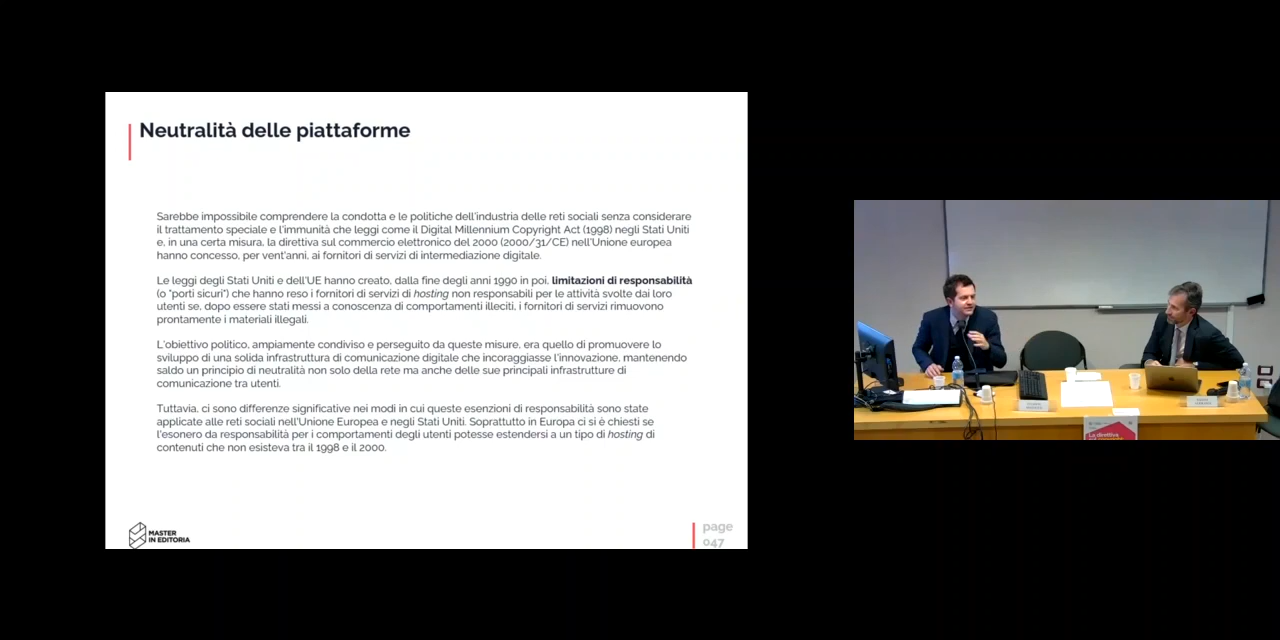 Neutralità delle piattaforme
Sarebbe impossibile comprendere la condotta e le politiche dell'industria delle reti sociali senza considerare
il trattamento speciale e l'immunità che leggi come il Digital Millennium Copyright Act (1998) negli Stati Uniti
e, in una certa misura, la direttiva sul commercio elettronico del 2000 (2000/31/CE) nell'Unione europea
hanno concesso, per vent'anni, ai fornitori di servizi di intermediazione digitale.
Le leggi degli Stati Uniti e dell'UE hanno creato, dalla fine degli anni 1990 in poi, limitazioni di responsabilità
(o "porti sicuri") che hanno reso i fornitori di servizi di hosting non responsabili per le attività svolte dai loro
utenti se, dopo essere stati messi a conoscenza di comportamenti illeciti, i fornitori di servizi rimuovono
prontamente i materiali illegali.
L'obiettivo politico, ampiamente condiviso e perseguito da queste misure, era quello di promuovere lo
sviluppo di una solida infrastruttura di comunicazione digitale che incoraggiasse l'innovazione, mantenendo
saldo un principio di neutralità non solo della rete ma anche delle sue principali infrastrutture di
comunicazione tra utenti.
Tuttavia, ci sono differenze significative nei modi in cui queste esenzioni di responsabilità sono state
applicate alle reti sociali nell'Unione Europea e negli Stati Uniti. Soprattutto in Europa ci si è chiesti se
l'esonero da responsabilità per i comportamenti degli utenti potesse estendersi a un tipo di hosting di
contenuti che non esisteva tra il 1998 e il 2000.
MASTER
IN EDITORIA
page
047
La direttiva